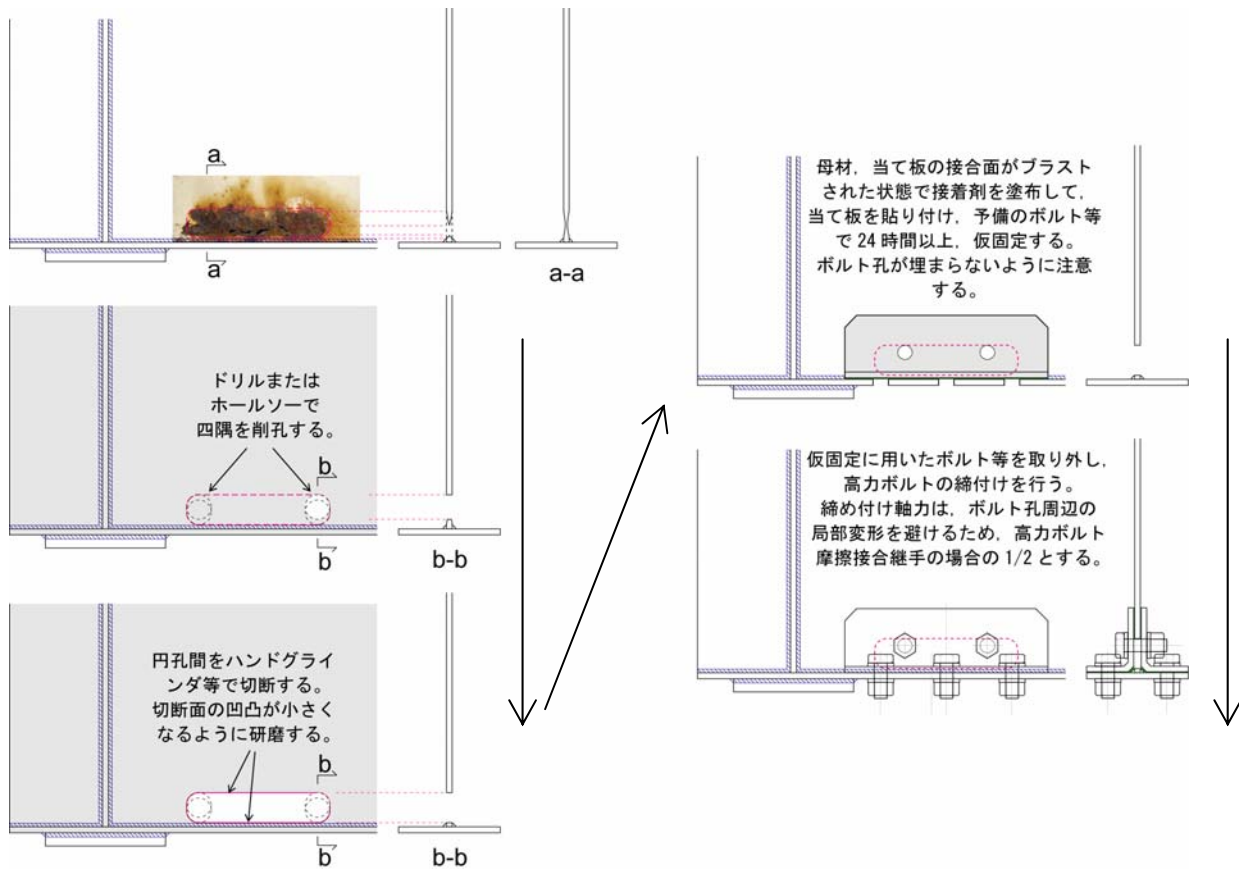 a
a
a-a
ドリルまたは
ホールソーで
四隅を削孔する。
b
b
b-b
円孔間をハンドグライ
ンダ等で切断する。
切断面の凹凸が小さく
なるように研磨する。
b
b
b-b
母材，当て板の接合面がブラスト
された状態で接着剤を塗布して，
当て板を貼り付け，予備のボルト等
で 24 時間以上，仮固定する。
ボルト孔が埋まらないように注意
する。
仮固定に用いたボルト等を取り外し，
高力ボルトの締付けを行う。
締め付け軸力は，ボルト孔周辺の
局部変形を避けるため，高力ボルト
摩擦接合継手の場合の 1/2 とする。